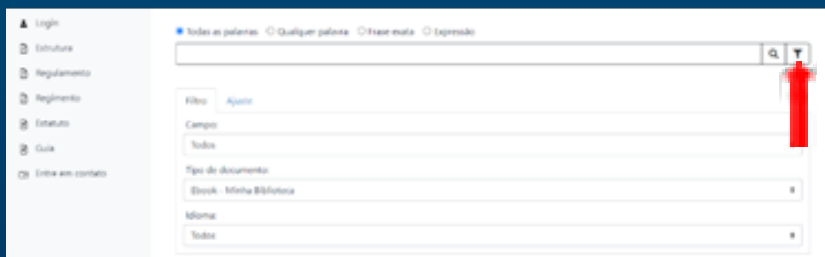 Login
Estrutura
Regulamento
Regimento
Estatuto
Guia
Entre em contato
Todas as palavras Qualquer palavra Frase exata Expressão
Filtro Ajuste
Campo:
Todos
Tipo de documento:
Ebook - Minha Biblioteca
Idioma:
Todos